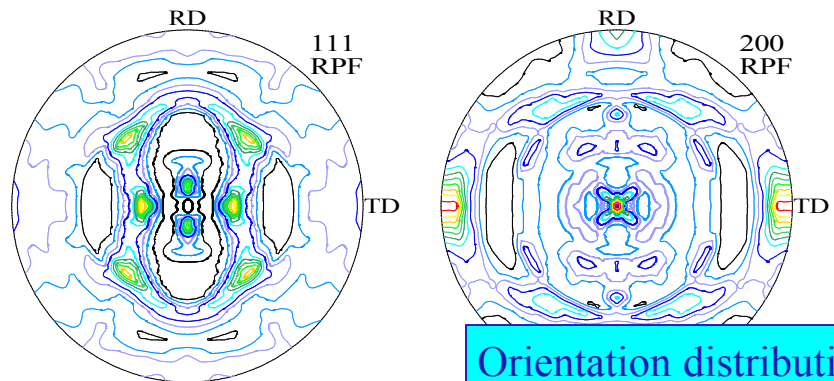 RD
111
RPF
TD
RD
200
RPF
TD
Orientation distributi